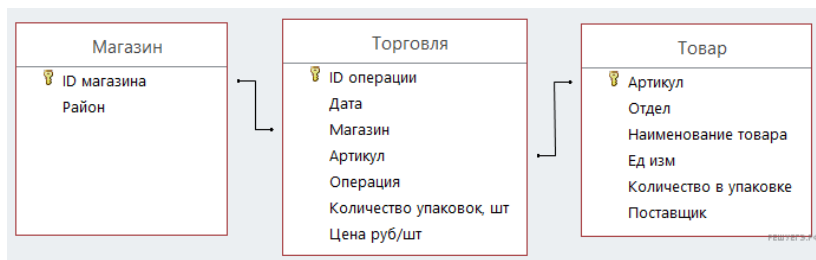 Магазин
ID магазина
Район
Торговля
ID операции
Дата
Магазин
Артикул
Операция
Количество упаковок, шт
Цена руб/шт
Товар
Артикул
Отдел
Наименование товара
Ед изм
Количество в упаковке
Поставщик